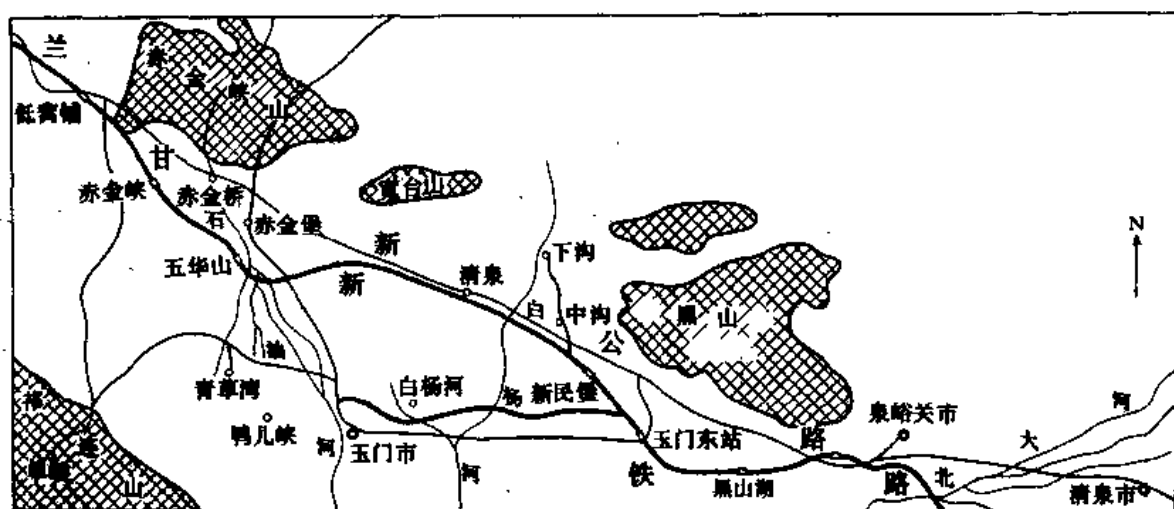 兰
赤金峡山
低窝铺
甘
赤金峡
赤金桥
台山
N
石
赤金堡
新
新
五华山
清泉
下沟
白
中沟
黑山
公
油
青草湾
白杨河
杨
新民堡
祁连山
鸭儿峡
玉门市
河
河
玉门东站
路
泉峪关市
大
河
铁
黑山湖
路
北
清泉市